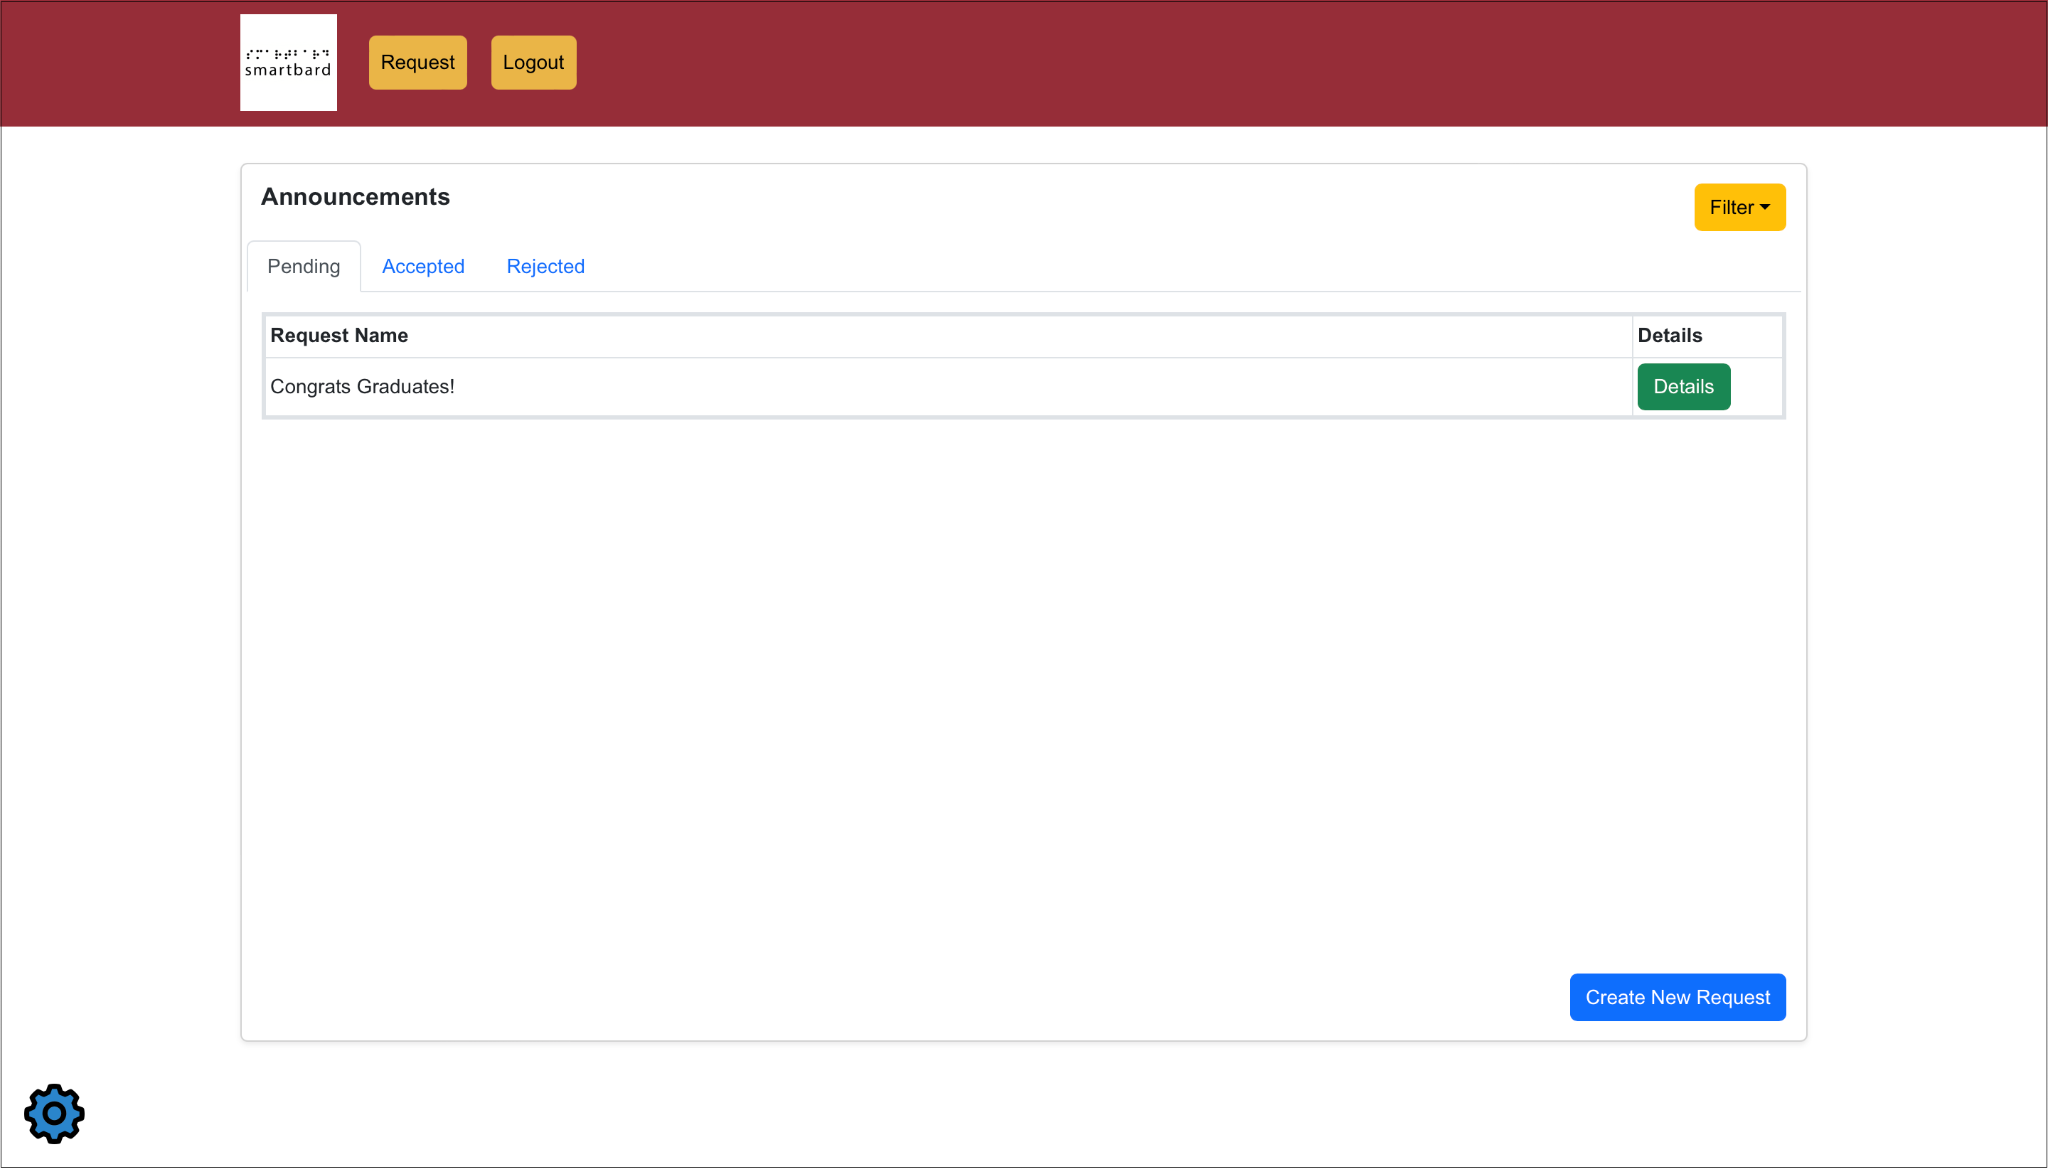 smartbard
Request
Logout
Announcements
Filter
Pending
Accepted
Rejected
Request Name
Details
Congrats Graduates!
Details
Create New Request